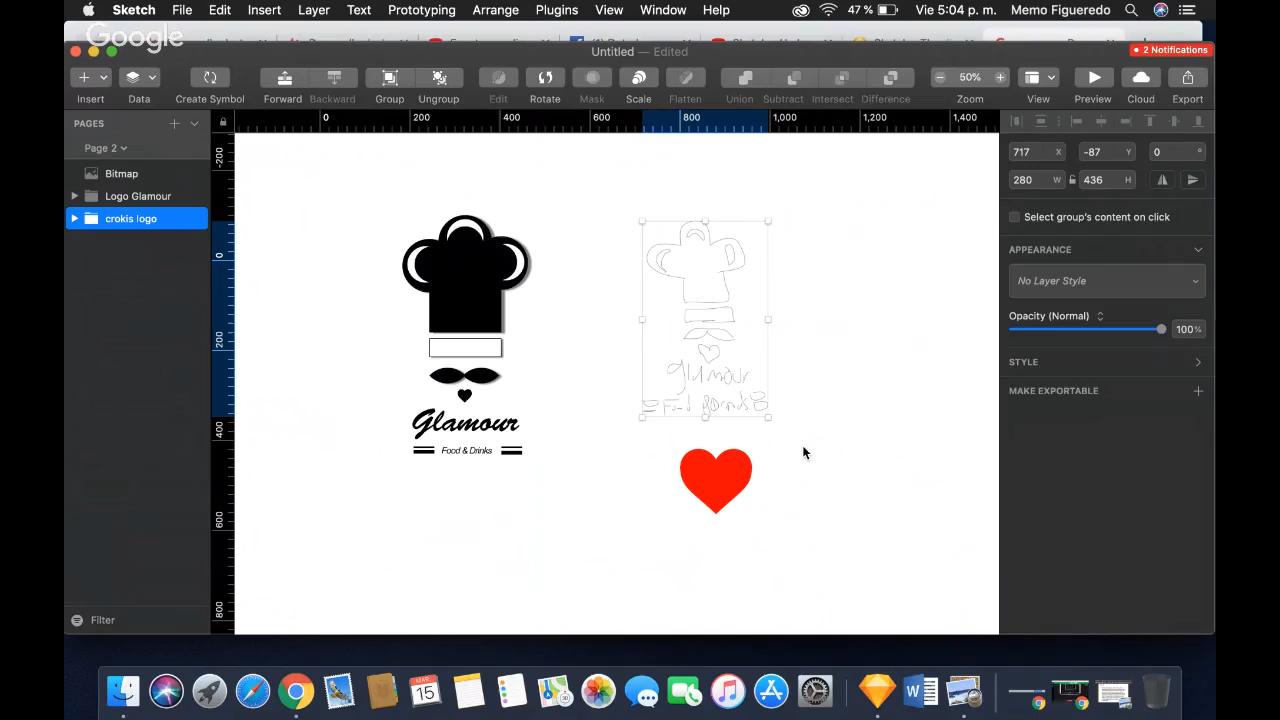 Sketch File Edit Insert Layer Text Prototyping Arrange Plugins View Window Help 47 % Vie 5:04 p. m. Memo Figueredo
Google
Untitled — Edited
2 Notifications
Insert Data Create Symbol Forward Backward Group Ungroup Edit Rotate Mask Scale Flatten Union Subtract Intersect Difference 50% Zoom View Preview Cloud Export
PAGES
0 200 400 600 800 1,000 1,200 1,400
Page 2
Bitmap
Logo Glamour
crokis logo
-200
0
200
400
600
800
Glamour
Food & Drinks
glamour
717 X -87 Y 0 °
280 W 436 H
Select group's content on click
APPEARANCE
No Layer Style
Opacity (Normal)
100%
STYLE
MAKE EXPORTABLE
Filter
MAR
15